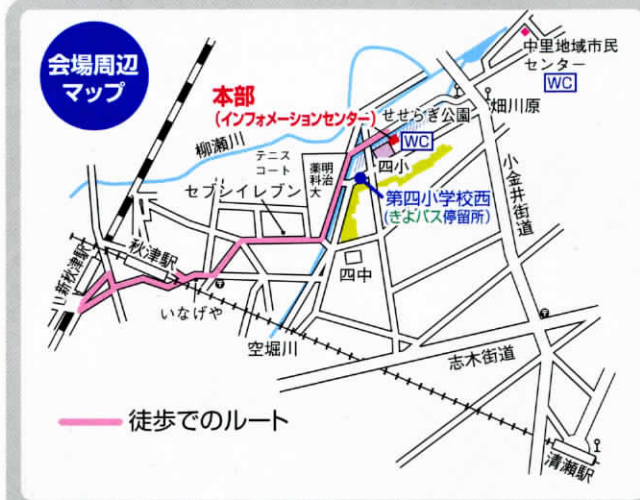 会場周辺
マップ
中里地域市民
センター
WC
本部
(インフォメーションセンター)
せせらぎ公園
畑川原
柳瀬川
WC
テニス
コート
明治
薬科
大
四小
セブンイレブン
第四小学校西
(きよバス停留所)
小金井街道
秋津駅
新秋津駅
四中
いなげや
空堀川
志木街道
徒歩でのルート
清瀬駅